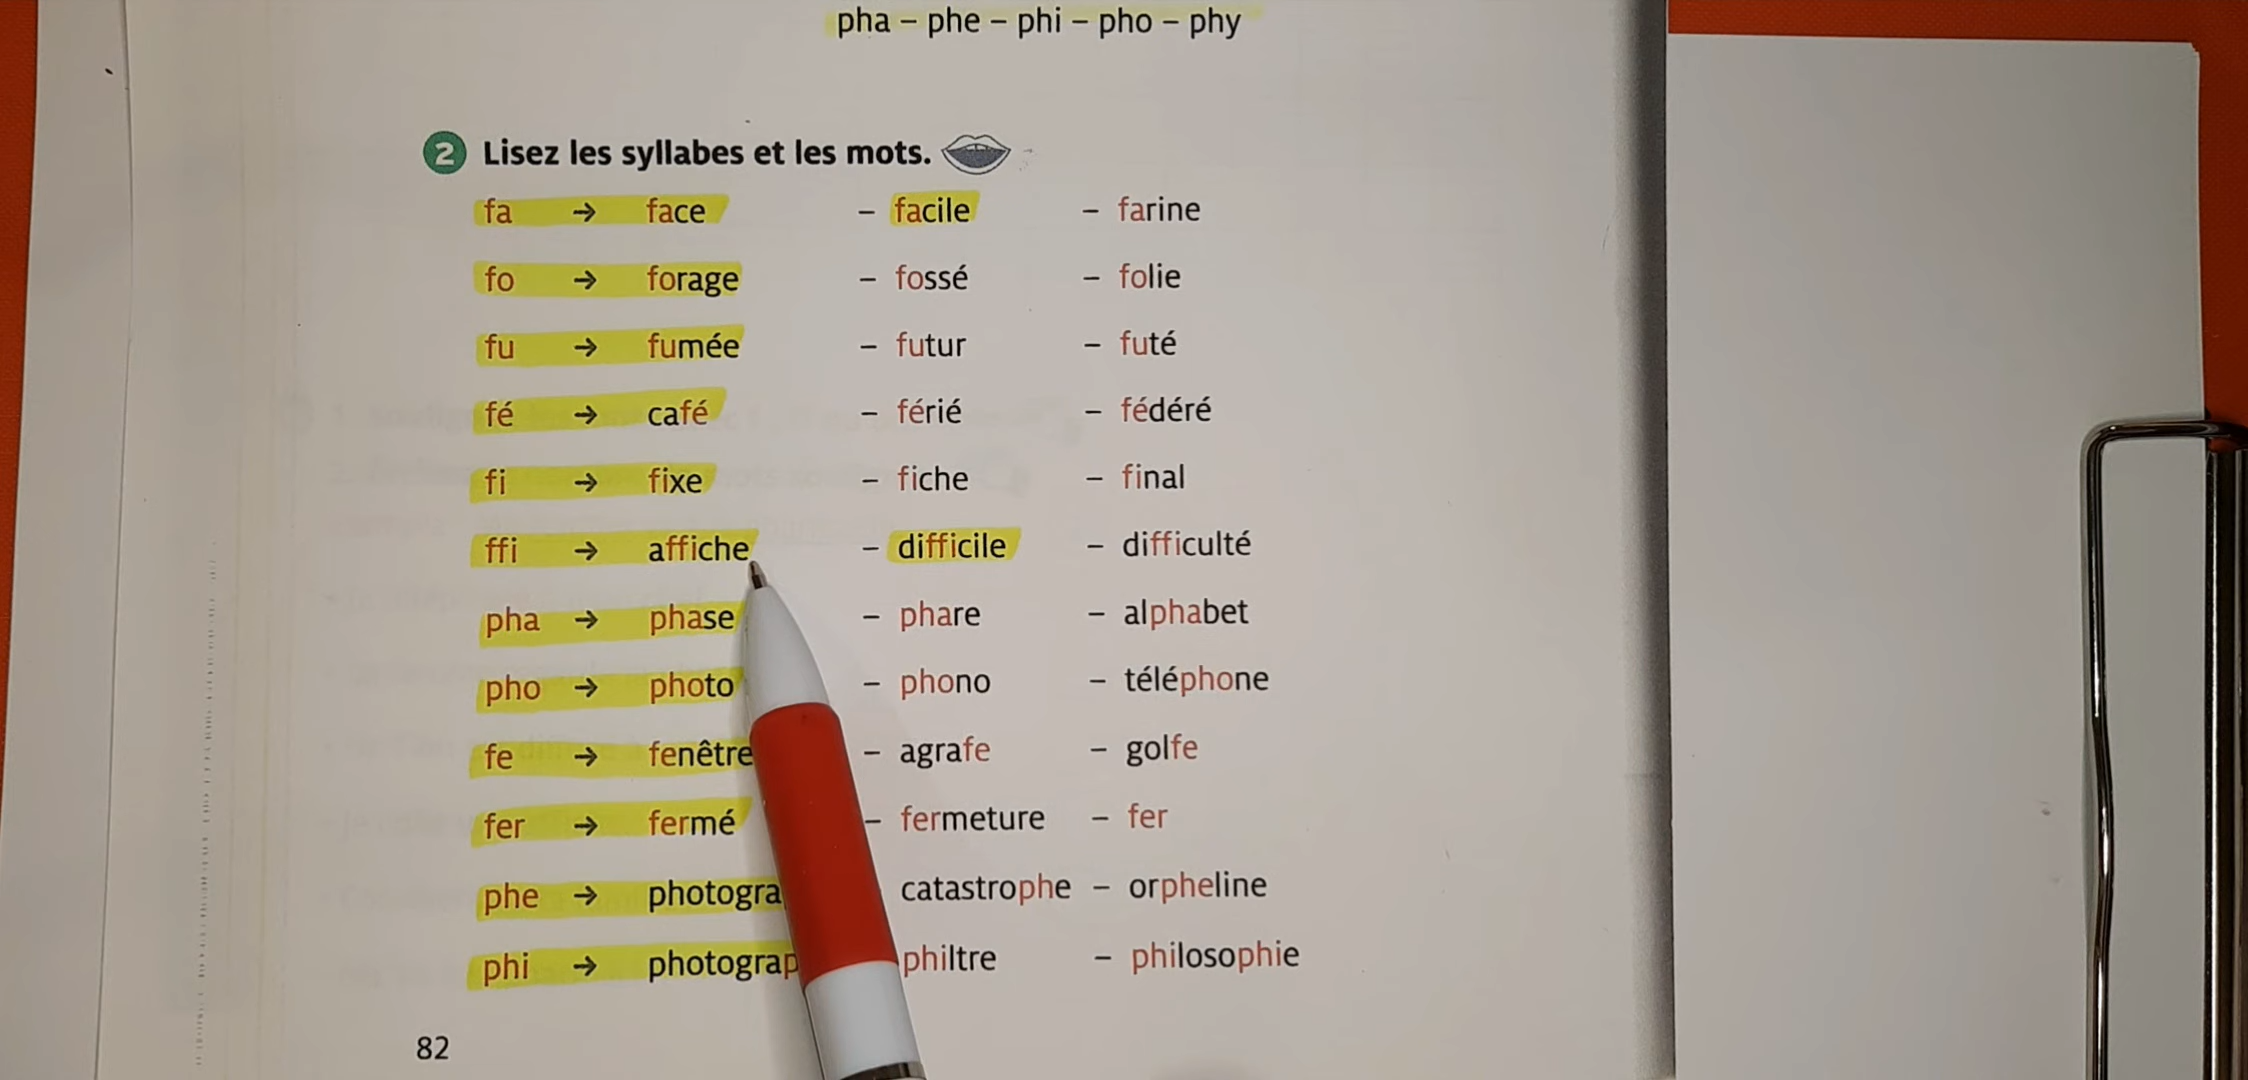 pha – phe – phi – pho – phy
2 Lisez les syllabes et les mots.
fa → face – facile – farine
fo → forage – fossé – folie
fu → fumée – futur – futé
fé → café – férié – fédéré
fi → fixe – fiche – final
ffi → affiche – difficile – difficulté
pha → phase – phare – alphabet
pho → photo – phono – téléphone
fe → fenêtre – agrafe – golfe
fer → fermé – fermeture – fer
phe → catastrophe – orpheline
phi → philtre – philosophie
82